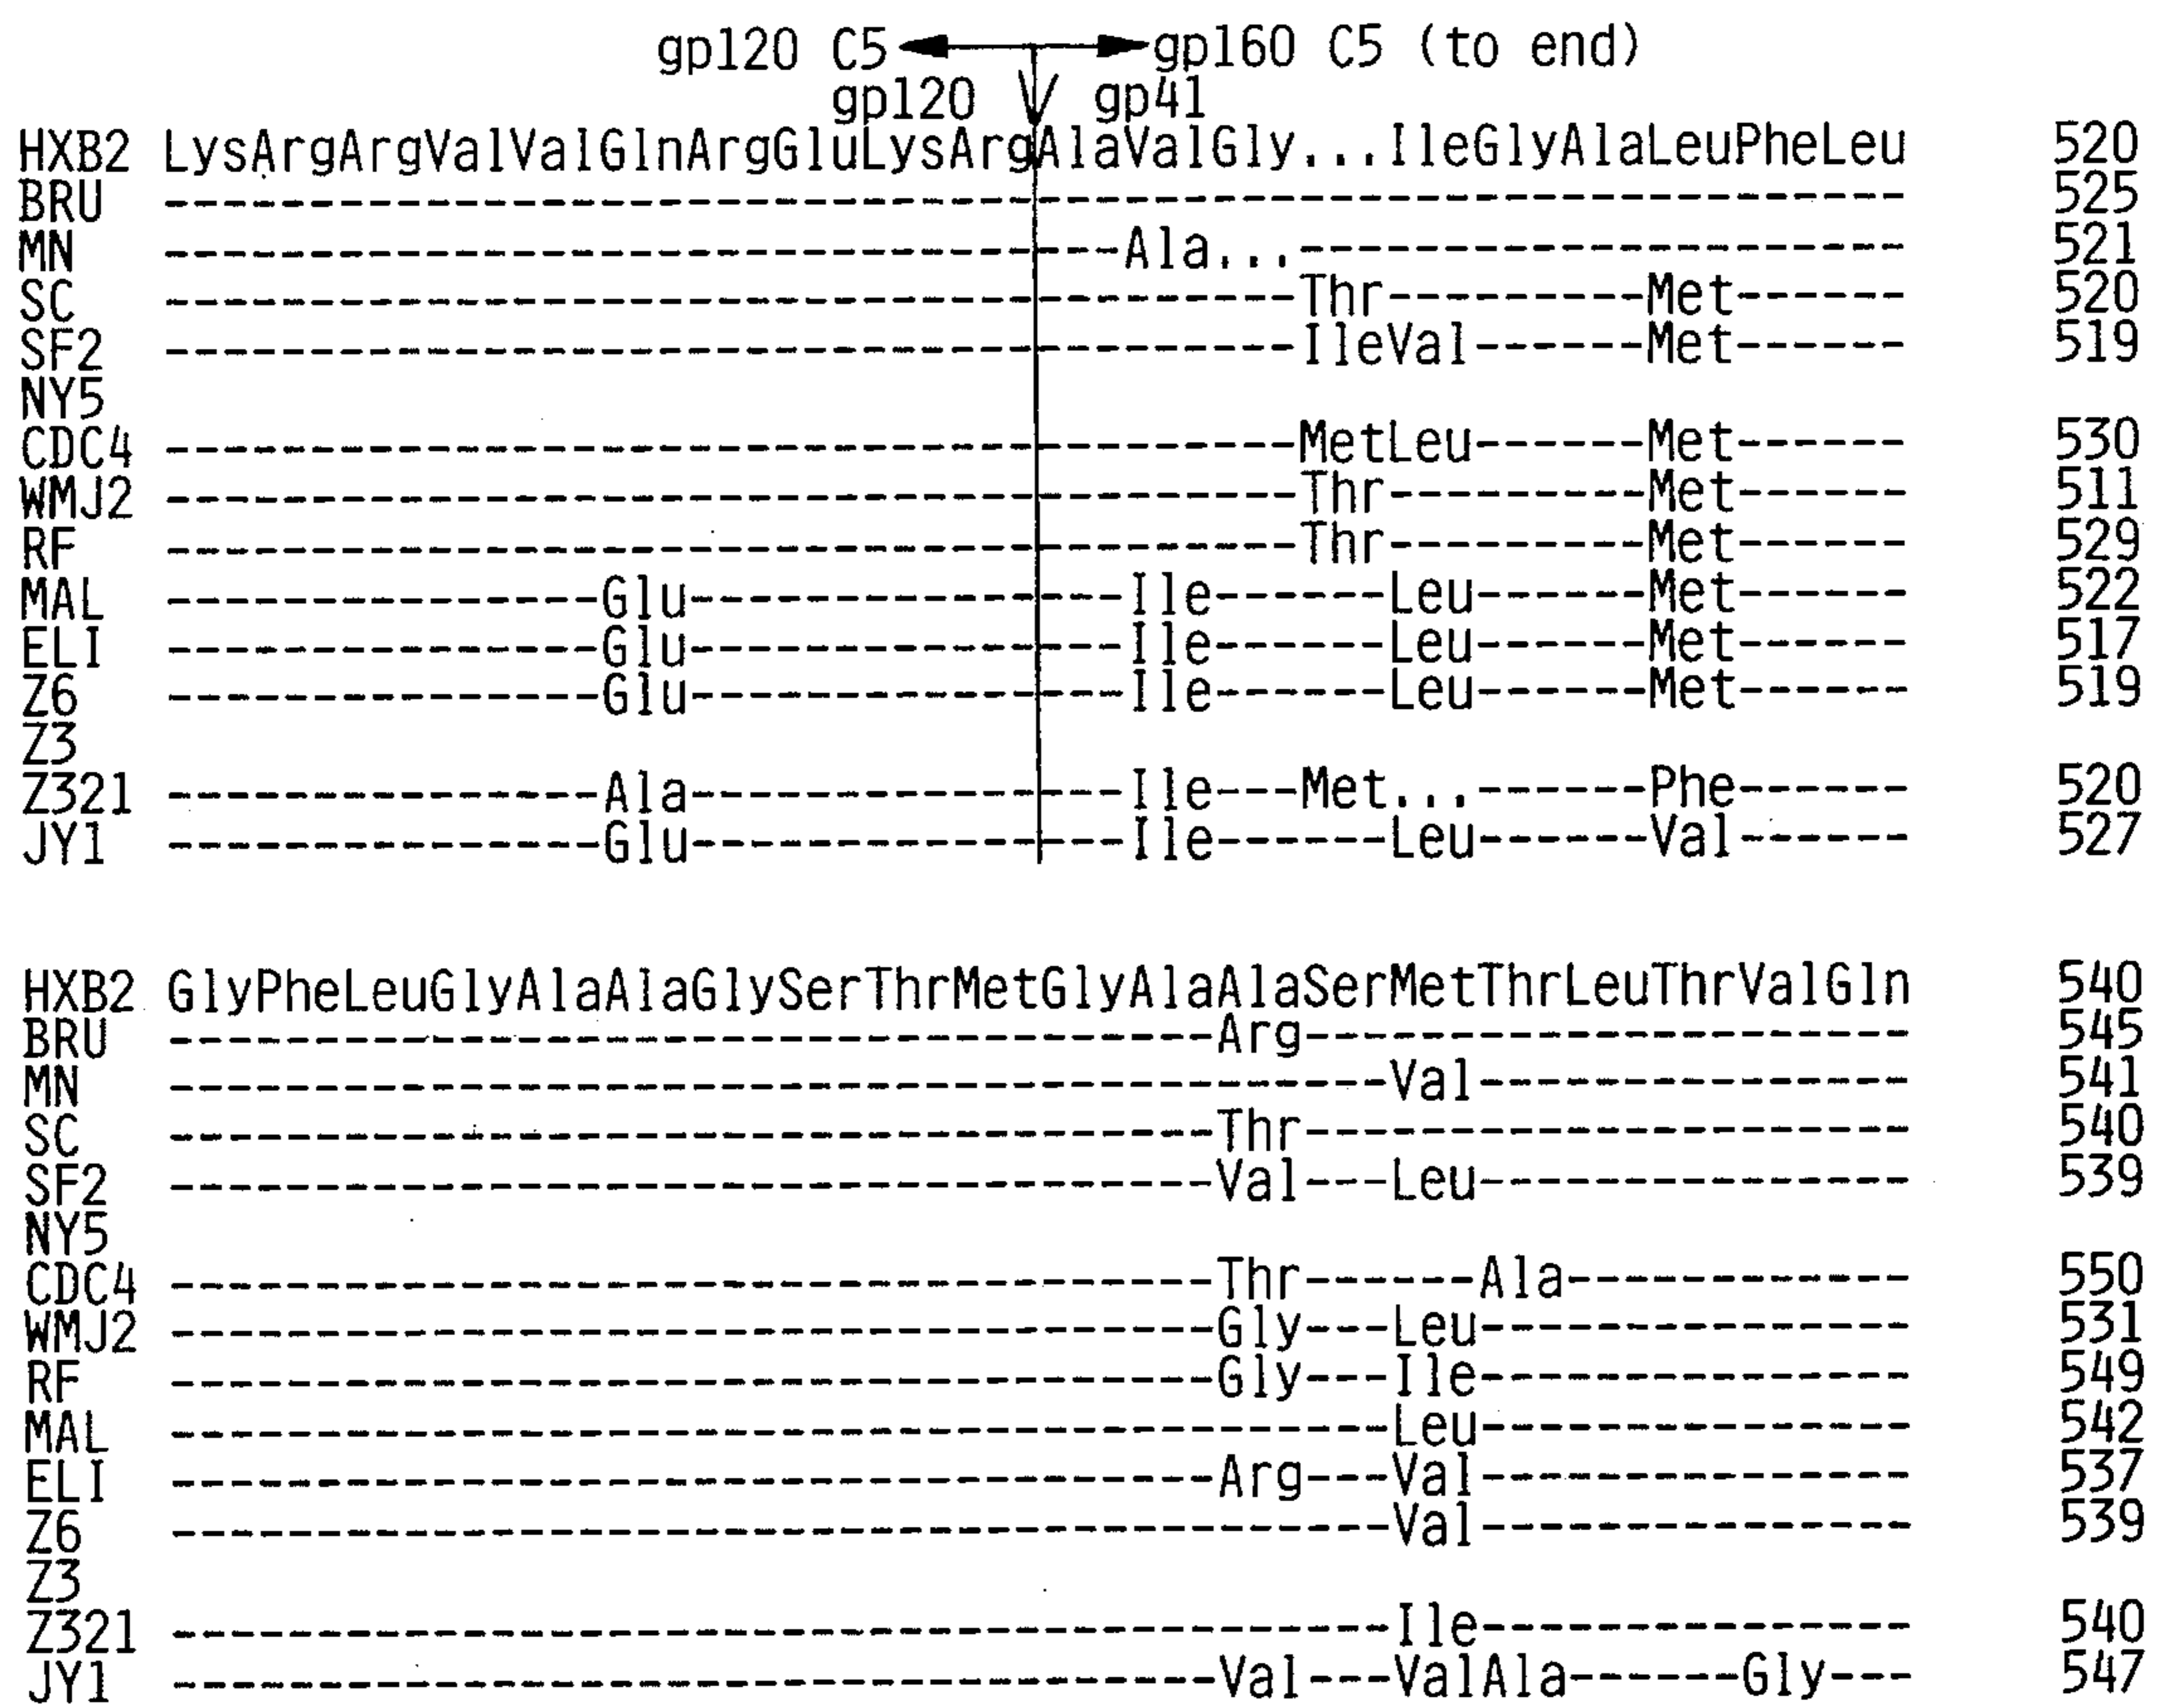 gp120 C5 gp160 C5 (to end)
gp120 gp41
HXB2 LysArgArgValValGlnArgGluLysArgAlaValGly...IleGlyAlaLeuPheLeu 520
BRU ------------------------------------------------------------ 525
MN ---------------------------------Ala...--------------------- 521
SC ---------------------------------------Thr---------Met------ 520
SF2 ---------------------------------------IleVal------Met------ 519
NY5
CDC4 ---------------------------------------MetLeu------Met------ 530
WMJ2 ---------------------------------------Thr---------Met------ 511
RF ---------------------------------------Thr---------Met------ 529
MAL ---------------Glu---------------Ile------Leu------Met------ 522
ELI ---------------Glu---------------Ile------Leu------Met------ 517
Z6 ---------------Glu---------------Ile------Leu------Met------ 519
Z3
Z321 ---------------Ala---------------Ile---Met...------Phe------ 520
JY1 ---------------Glu---------------Ile------Leu------Val------ 527
HXB2 GlyPheLeuGlyAlaAlaGlySerThrMetGlyAlaAlaSerMetThrLeuThrValGln 540
BRU ------------------------------------Arg--------------------- 545
MN ------------------------------------------Val--------------- 541
SC ------------------------------------Thr--------------------- 540
SF2 ------------------------------------Val---Leu--------------- 539
NY5
CDC4 ------------------------------------Thr------Ala------------ 550
WMJ2 ------------------------------------Gly---Leu--------------- 531
RF ------------------------------------Gly---Ile--------------- 549
MAL ------------------------------------------Leu--------------- 542
ELI ------------------------------------Arg---Val--------------- 537
Z6 ------------------------------------------Val--------------- 539
Z3
Z321 ------------------------------------------Ile--------------- 540
JY1 ------------------------------------Val---ValAla------Gly--- 547